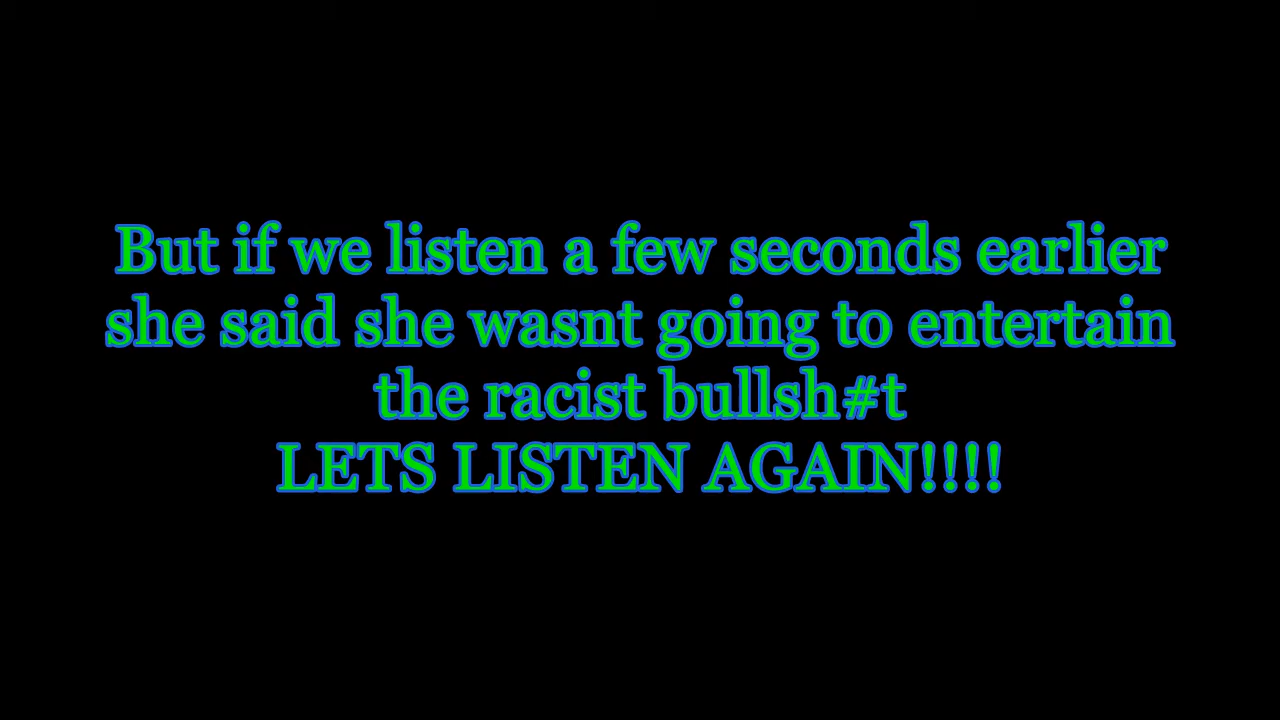 But if we listen a few seconds earlier
she said she wasnt going to entertain
the racist bullsh#t
LETS LISTEN AGAIN!!!!